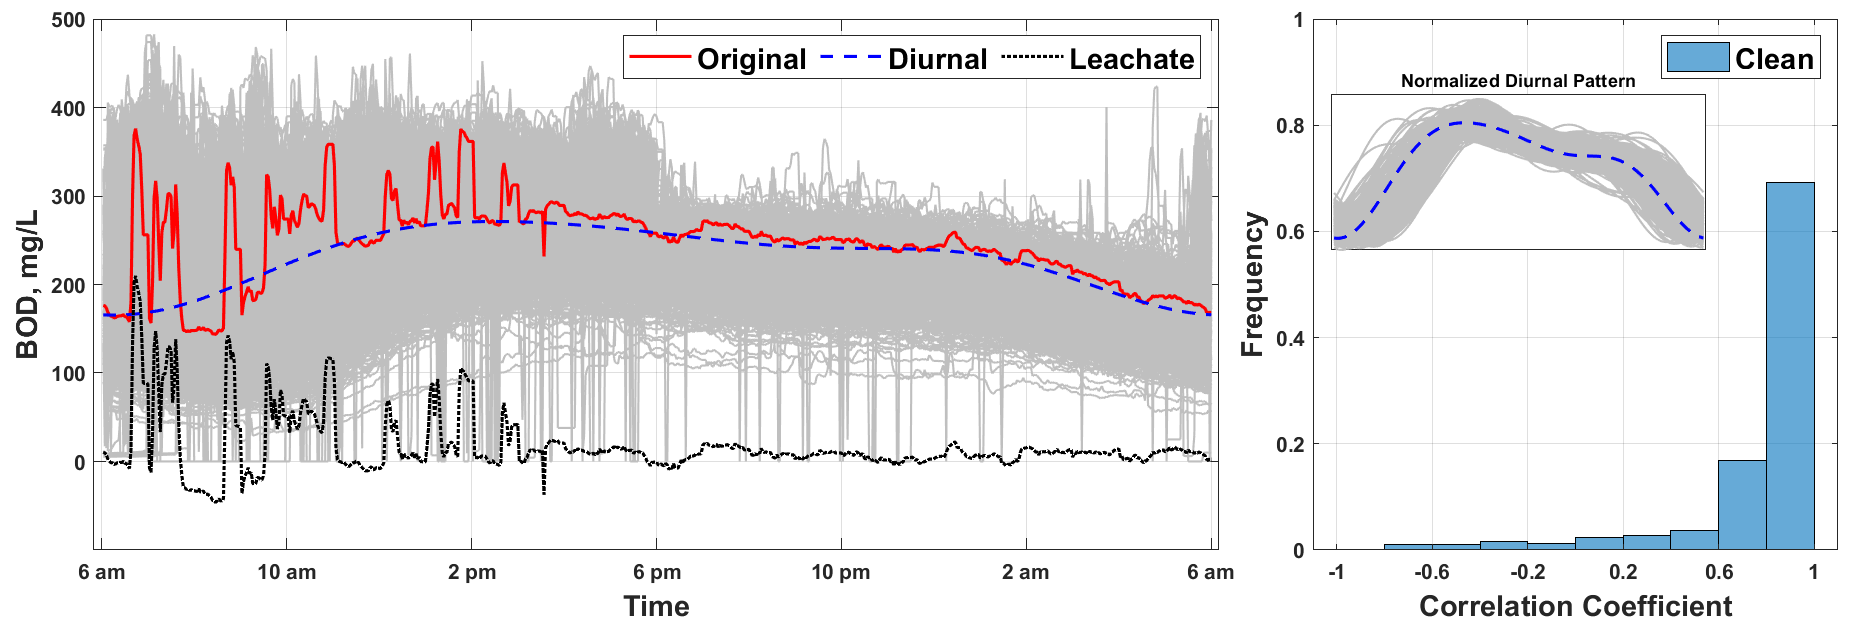 500
400
300
200
100
0
BOD, mg/L
Original Diurnal Leachate
6 am 10 am 2 pm 6 pm 10 pm 2 am 6 am
Time
1
0.8
0.6
0.4
0.2
0
Frequency
Clean
Normalized Diurnal Pattern
-1 -0.6 -0.2 0.2 0.6 1
Correlation Coefficient